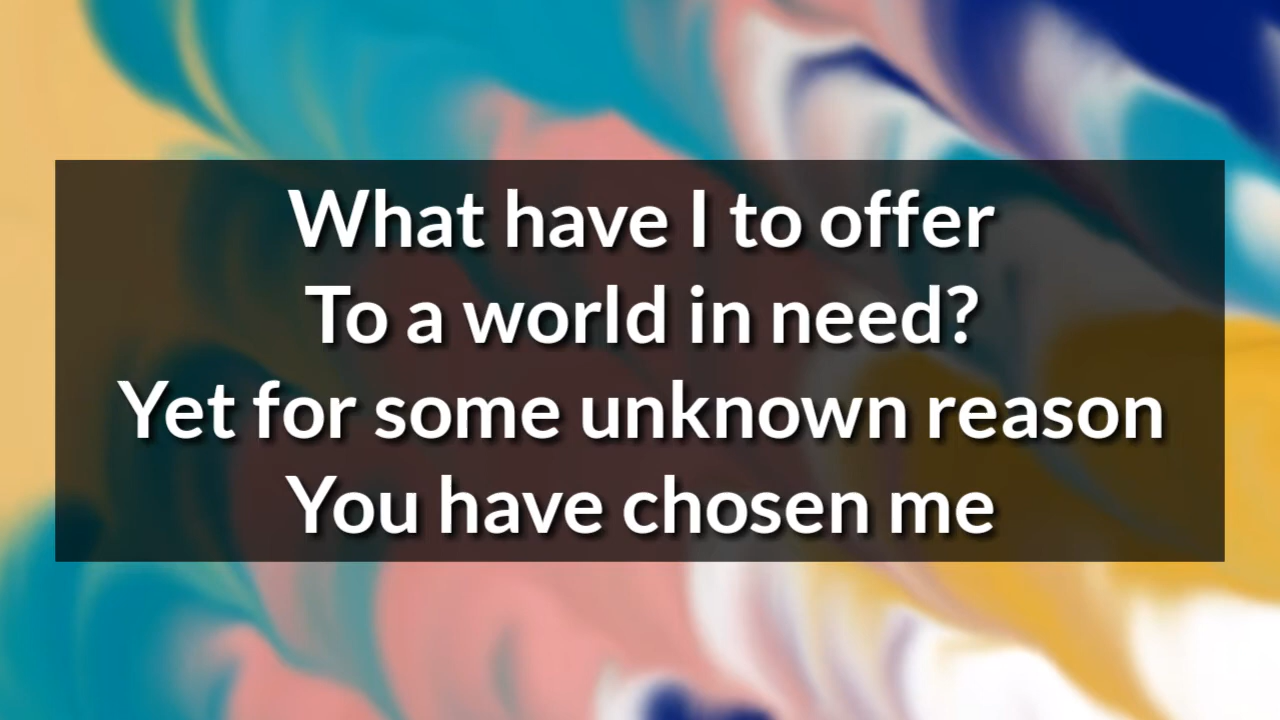 What have I to offer
To a world in need?
Yet for some unknown reason
You have chosen me